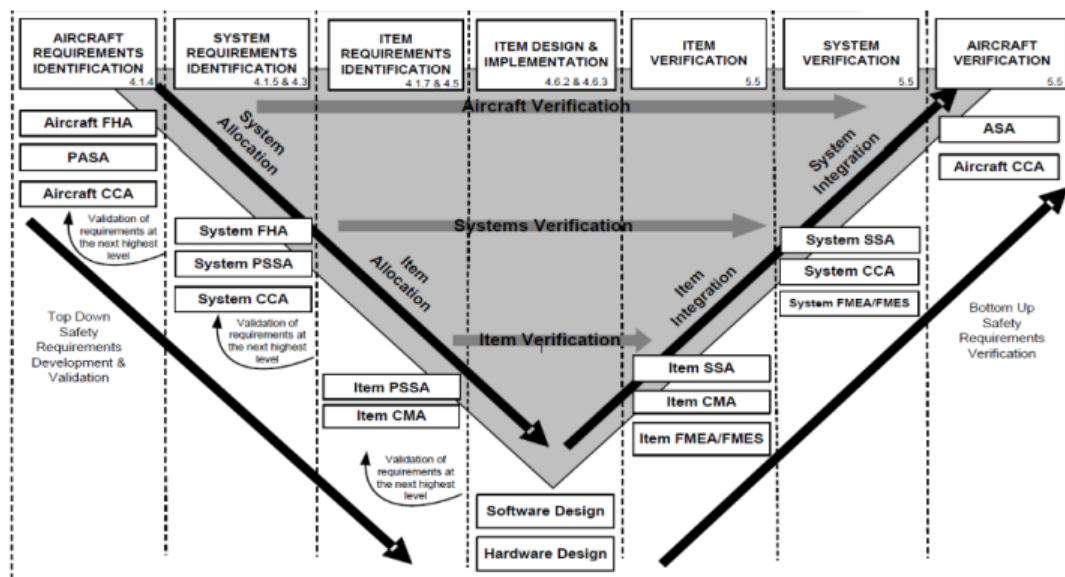 AIRCRAFT
REQUIREMENTS
IDENTIFICATION
4.1.4
SYSTEM
REQUIREMENTS
IDENTIFICATION
4.1.5 & 4.3
ITEM
REQUIREMENTS
IDENTIFICATION
4.1.7 & 4.5
ITEM DESIGN &
IMPLEMENTATION
4.6.2 & 4.6.3
ITEM
VERIFICATION
5.5
SYSTEM
VERIFICATION
5.5
AIRCRAFT
VERIFICATION
5.5
Aircraft FHA
PASA
Aircraft CCA
Validation of
requirements at
the next highest
level
System FHA
System PSSA
System CCA
Validation of
requirements at
the next highest
level
Item PSSA
Item CMA
Validation of
requirements at
the next highest
level
Top Down
Safety
Requirements
Development &
Validation
System
Allocation
Item
Allocation
Aircraft Verification
Systems Verification
Item Verification
Software Design
Hardware Design
Item
Integration
System
Integration
Item SSA
Item CMA
Item FMEA/FMES
System SSA
System CCA
System FMEA/FMES
ASA
Aircraft CCA
Bottom Up
Safety
Requirements
Verification